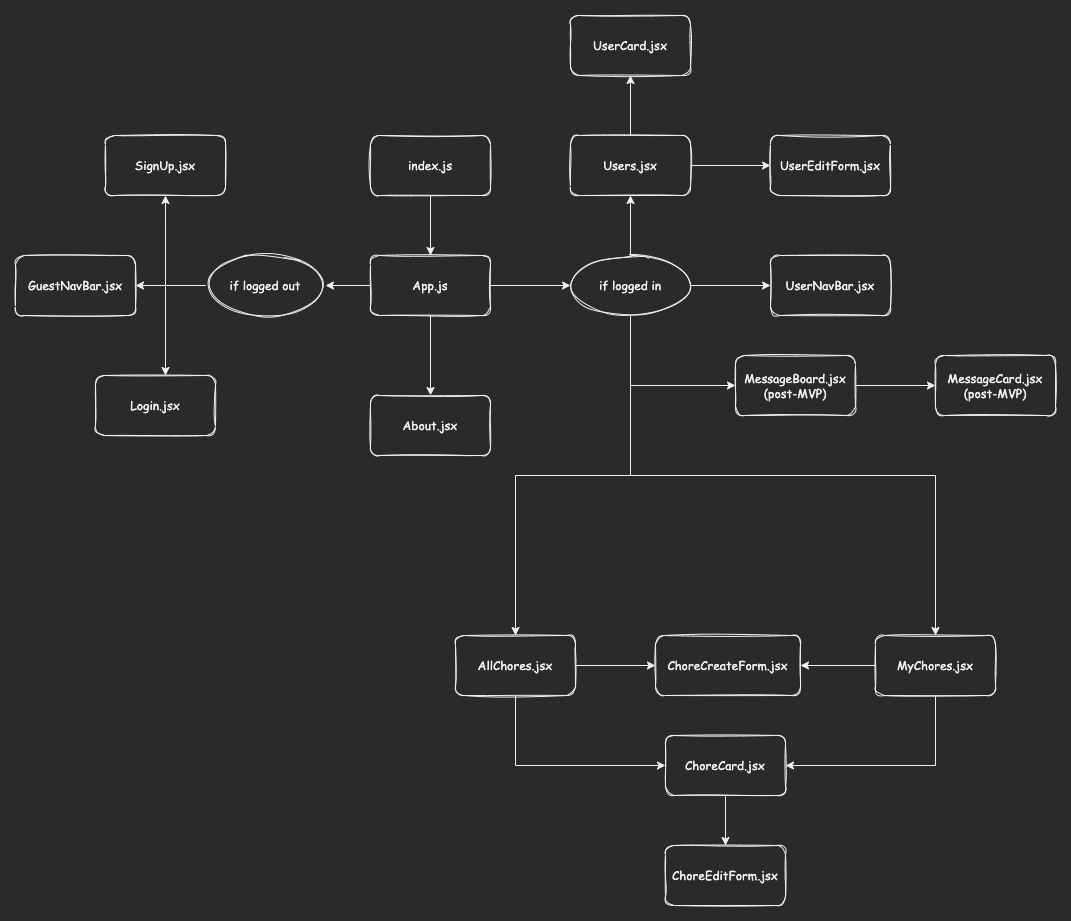 UserCard.jsx
SignUp.jsx
index.js
Users.jsx
UserEditForm.jsx
GuestNavBar.jsx
if logged out
App.js
if logged in
UserNavBar.jsx
MessageBoard.jsx
(post-MVP)
MessageCard.jsx
(post-MVP)
Login.jsx
About.jsx
AllChores.jsx
ChoreCreateForm.jsx
MyChores.jsx
ChoreCard.jsx
ChoreEditForm.jsx